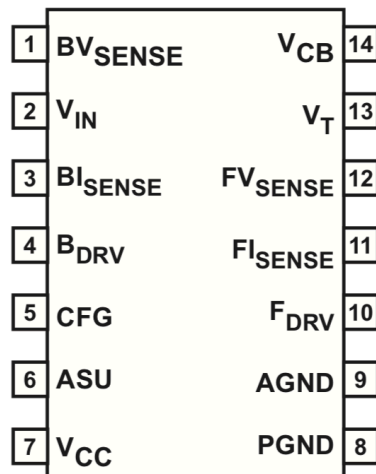 1 BVSENSE VCB 14
2 VIN VT 13
3 BISENSE FVSENSE 12
4 BDRV FISENSE 11
5 CFG FDRV 10
6 ASU AGND 9
7 VCC PGND 8